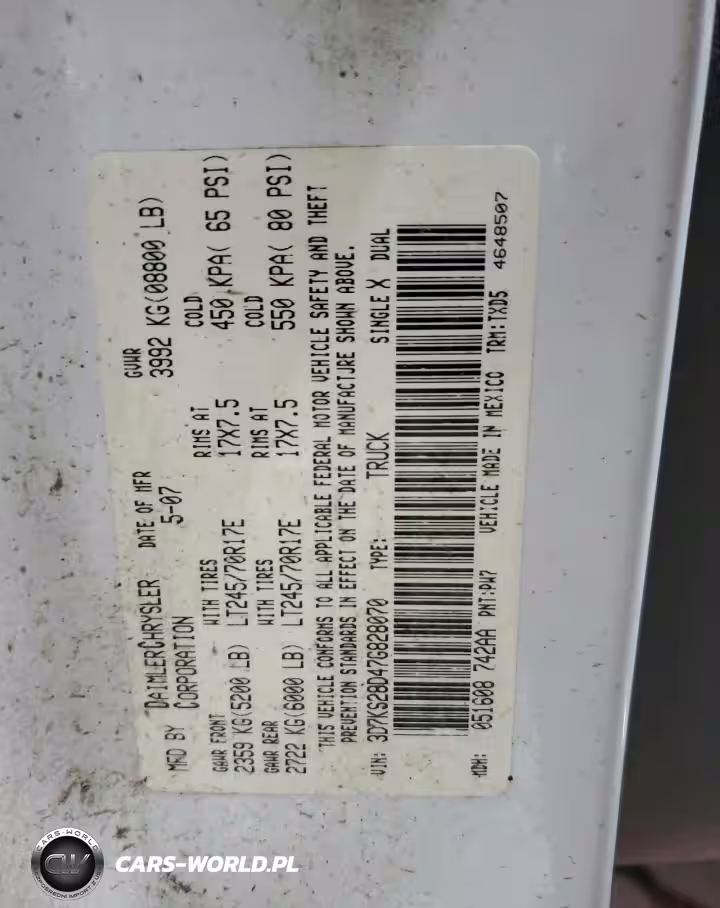 MFD BY DAIMLERCHRYSLER CORPORATION
DATE OF MFR 5-07
GVWR 3992 KG(08800 LB)
GAWR FRONT WITH TIRES RIMS AT COLD
2359 KG(5200 LB) LT245/70R17E 17X7.5 450 KPA( 65 PSI)
GAWR REAR WITH TIRES RIMS AT COLD
2722 KG(6000 LB) LT245/70R17E 17X7.5 550 KPA( 80 PSI)
THIS VEHICLE CONFORMS TO ALL APPLICABLE FEDERAL MOTOR VEHICLE SAFETY AND THEFT
PREVENTION STANDARDS IN EFFECT ON THE DATE OF MANUFACTURE SHOWN ABOVE.
VIN: 3D7KS28D47G828070 TYPE: TRUCK SINGLE X DUAL
MDH: 051608 742AA PNT:PW7 VEHICLE MADE IN MEXICO TRM:TXD5 4648507
CARS-WORLD
CW
CARS-WORLD.PL